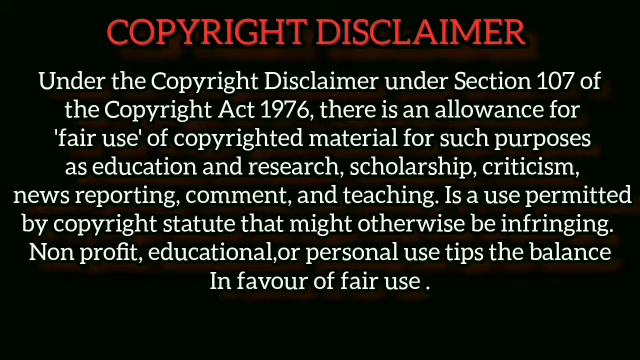 COPYRIGHT DISCLAIMER
Under the Copyright Disclaimer under Section 107 of
the Copyright Act 1976, there is an allowance for
'fair use' of copyrighted material for such purposes
as education and research, scholarship, criticism,
news reporting, comment, and teaching. Is a use permitted
by copyright statute that might otherwise be infringing.
Non profit, educational,or personal use tips the balance
In favour of fair use .